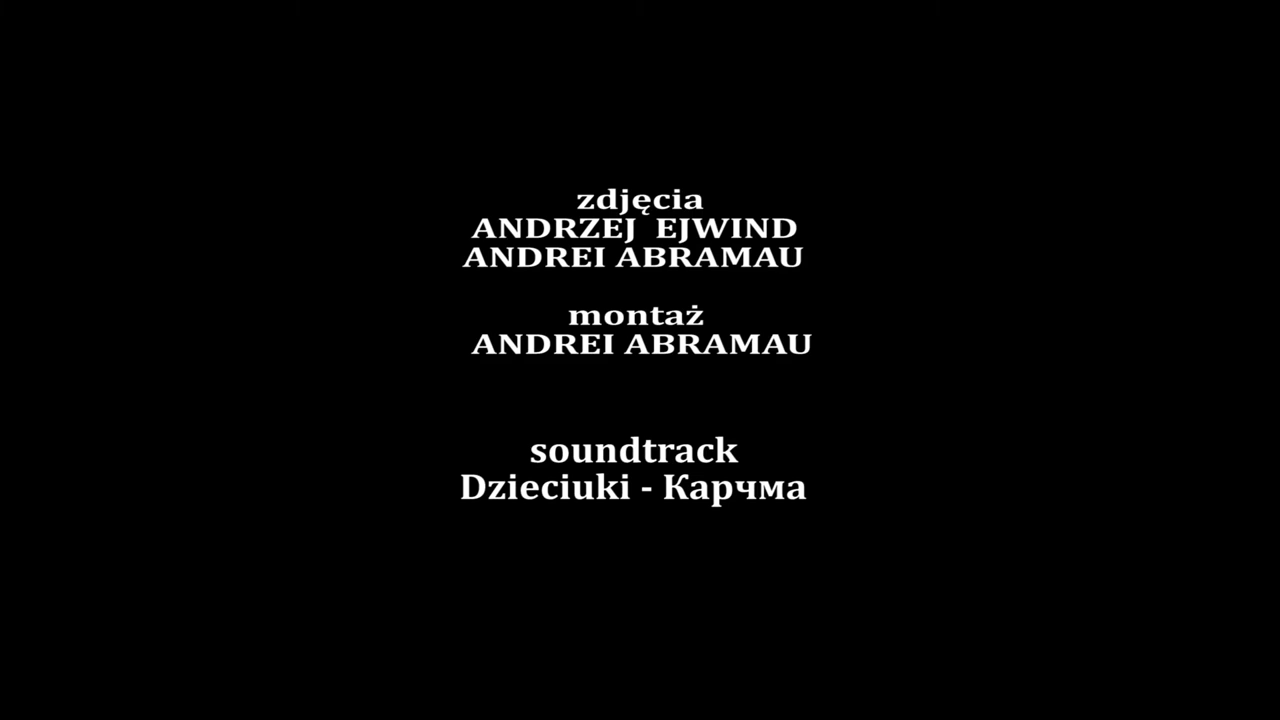 zdjęcia
ANDRZEJ EJWIND
ANDREI ABRAMAU
montaż
ANDREI ABRAMAU
soundtrack
Dzieciuki - Карчма